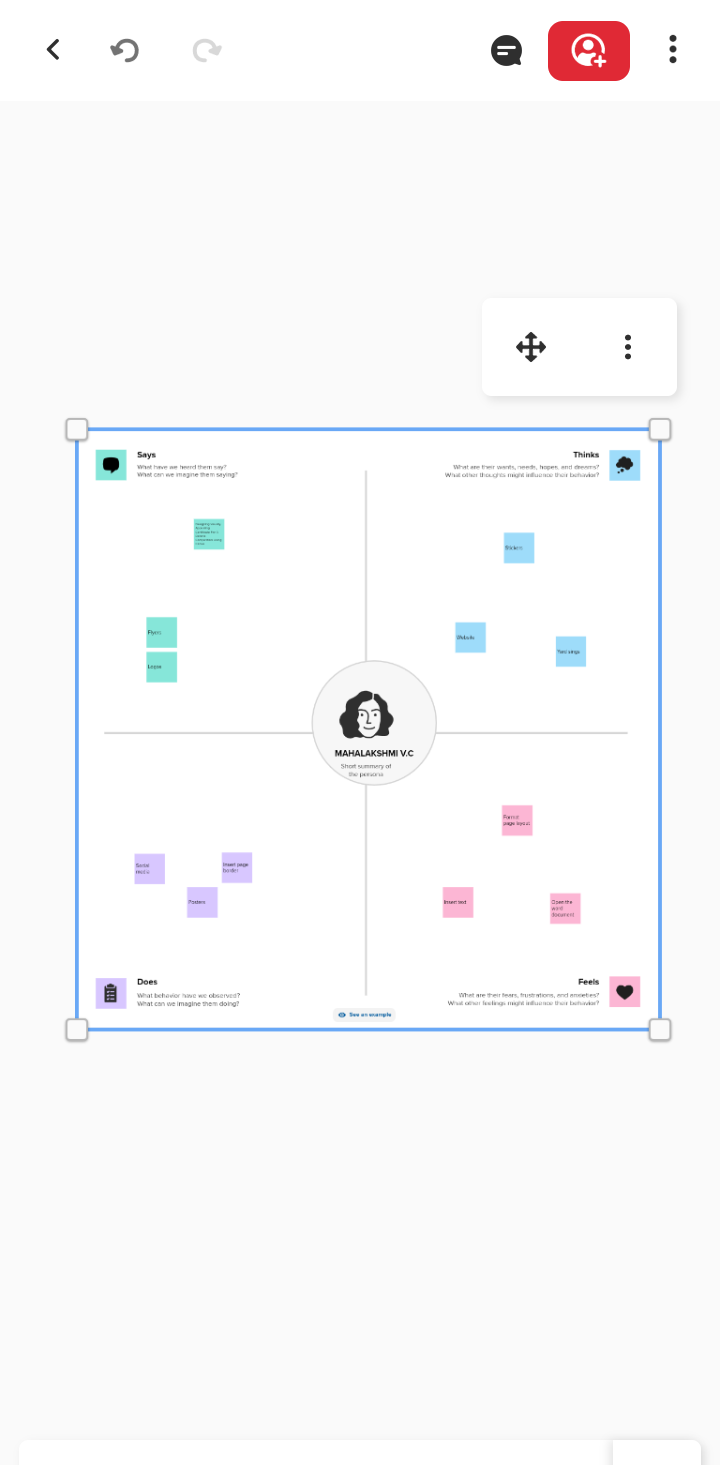 Says
What have we heard them say?
What can we imagine them saying?
Thinks
What are their wants, needs, hopes, and dreams?
What other thoughts might influence their behavior?
Stickers
Flyers
Website
Logos
MAHALAKSHMI V.C
Short summary of
the persona
Format
page layout
Social
media
Insert page
border
Posters
Insert text
Open the
word
document
Does
What behavior have we observed?
What can we imagine them doing?
Feels
What are their fears, frustrations, and anxieties?
What other feelings might influence their behavior?
See an example